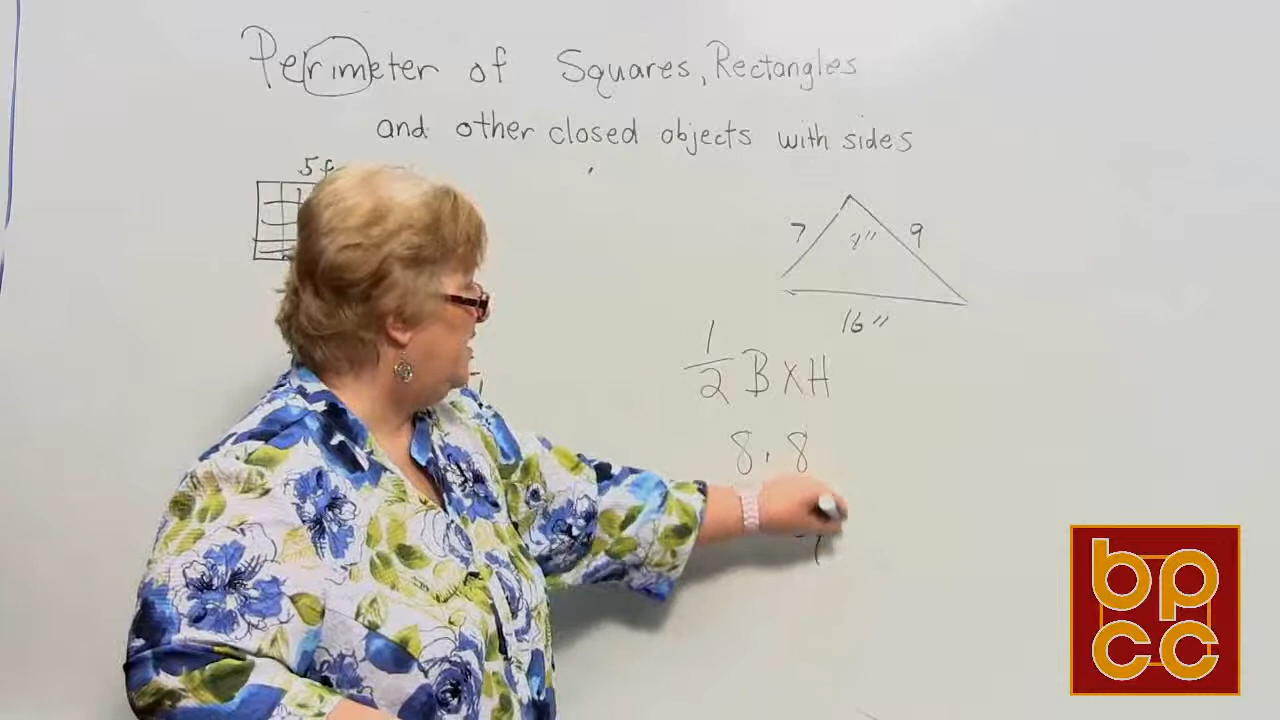 Perimeter of Squares, Rectangles
and other closed objects with sides
5 f
7
8"
9
16"
1
2 B X H
8 . 8
bp
cc